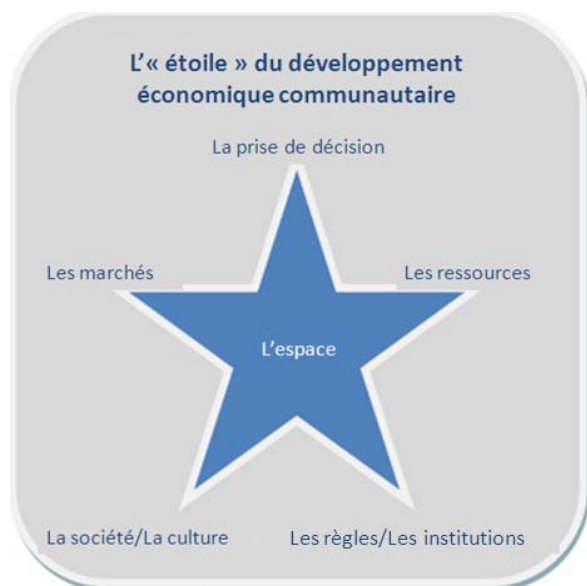 L'« étoile » du développement
économique communautaire
La prise de décision
Les marchés
Les ressources
L'espace
La société/La culture
Les règles/Les institutions